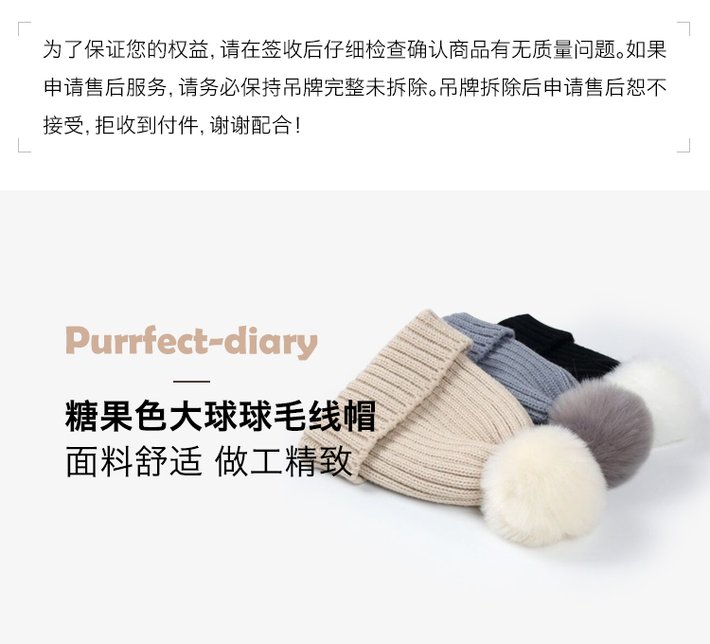 为了保证您的权益, 请在签收后仔细检查确认商品有无质量问题。如果
申请售后服务, 请务必保持吊牌完整未拆除。吊牌拆除后申请售后恕不
接受, 拒收到付件, 谢谢配合!
Purrfect-diary
糖果色大球球毛线帽
面料舒适 做工精致